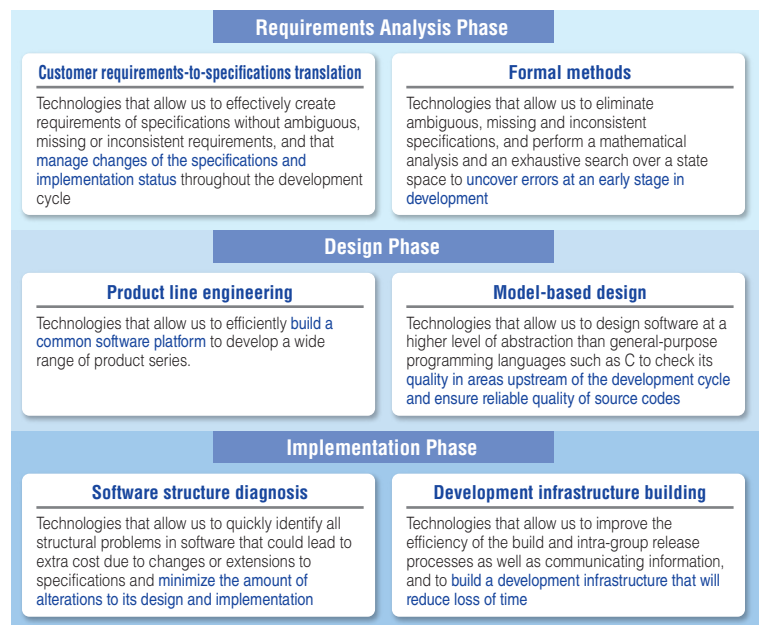 Requirements Analysis Phase
Customer requirements-to-specifications translation
Technologies that allow us to effectively create
requirements of specifications without ambiguous,
missing or inconsistent requirements, and that
manage changes of the specifications and
implementation status throughout the development
cycle
Formal methods
Technologies that allow us to eliminate
ambiguous, missing and inconsistent
specifications, and perform a mathematical
analysis and an exhaustive search over a state
space to uncover errors at an early stage in
development
Design Phase
Product line engineering
Technologies that allow us to efficiently build a
common software platform to develop a wide
range of product series.
Model-based design
Technologies that allow us to design software at a
higher level of abstraction than general-purpose
programming languages such as C to check its
quality in areas upstream of the development cycle
and ensure reliable quality of source codes
Implementation Phase
Software structure diagnosis
Technologies that allow us to quickly identify all
structural problems in software that could lead to
extra cost due to changes or extensions to
specifications and minimize the amount of
alterations to its design and implementation
Development infrastructure building
Technologies that allow us to improve the
efficiency of the build and intra-group release
processes as well as communicating information,
and to build a development infrastructure that will
reduce loss of time